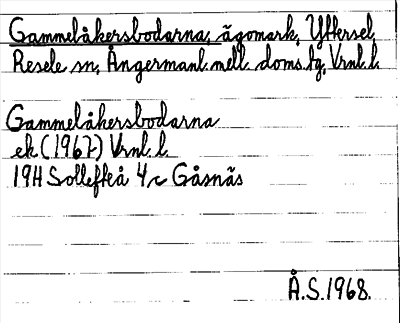 Gammelåkersbodarna, ägomark, Yttersel,
Resele sn, Ångermanl. mell. doms. tg, Vrnl. l.
Gammelåkersbodarna
ek (1967) Vrnl. l.
19H Sollefteå 4c Gåsnäs
Å.S. 1968.